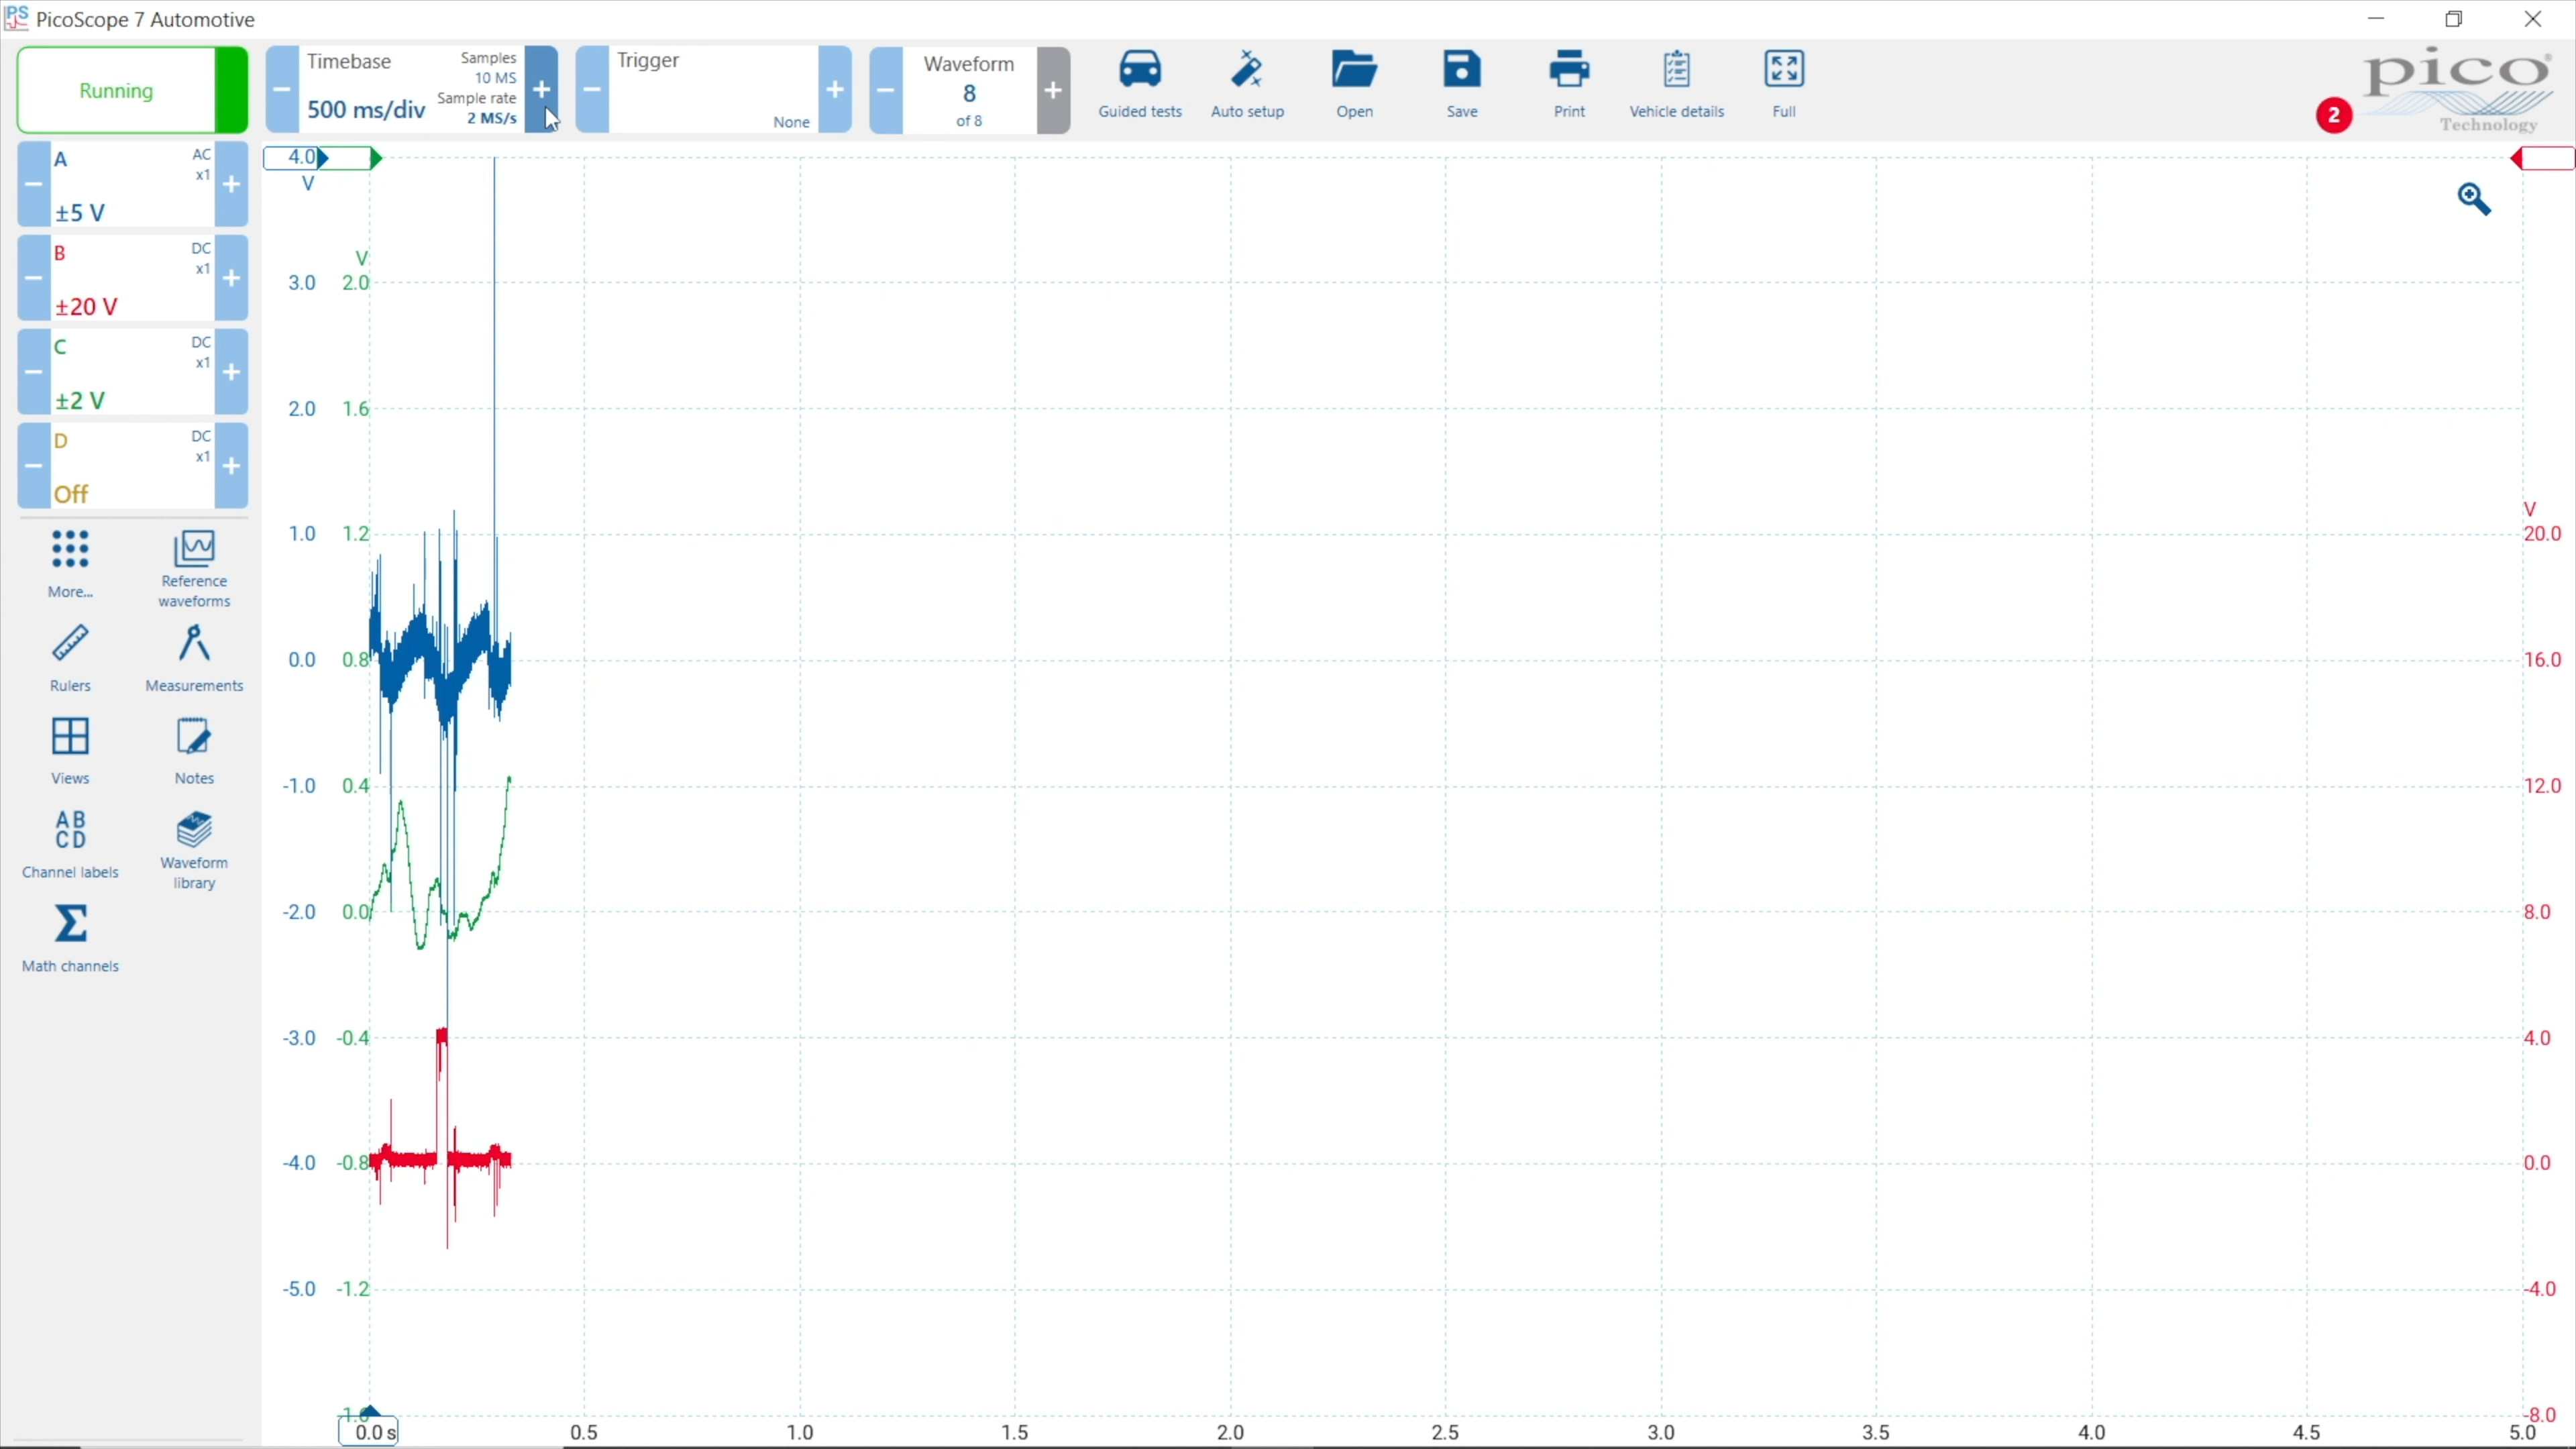 PicoScope 7 Automotive
Running
Timebase
Samples
10 MS
500 ms/div
Sample rate
2 MS/s
Trigger
None
Waveform
8
of 8
Guided tests
Auto setup
Open
Save
Print
Vehicle details
Full
2
pico
Technology
A
AC
x1
±5 V
B
DC
x1
±20 V
C
DC
x1
±2 V
D
DC
x1
Off
More...
Reference
waveforms
Rulers
Measurements
Views
Notes
AB
CD
Channel labels
Waveform
library
Σ
Math channels
4.0
V
3.0
2.0
1.0
0.0
-1.0
-2.0
-3.0
-4.0
-5.0
V
2.0
1.6
1.2
0.8
0.4
0.0
-0.4
-0.8
-1.2
V
20.0
16.0
12.0
8.0
4.0
0.0
-4.0
-8.0
0.0 s
0.5
1.0
1.5
2.0
2.5
3.0
3.5
4.0
4.5
5.0